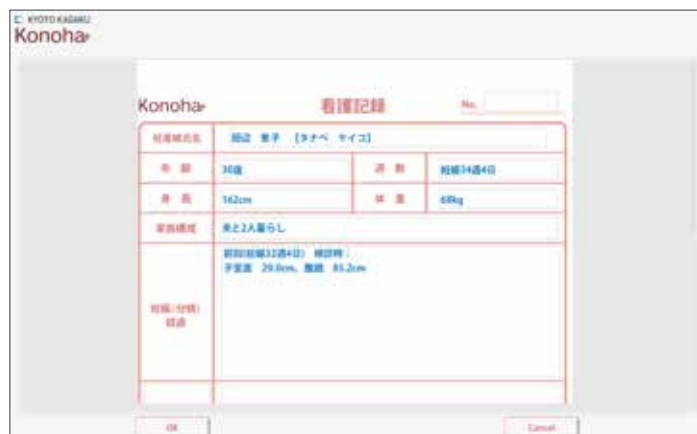 KYOTO KAGAKU
Konoha
Konoha 看護記録 No.
妊産婦氏名 田辺 恵子 【タナベ ケイコ】
年 齢 30歳 週 数 妊娠34週4日
身 長 162cm 体 重 68kg
家族構成 夫と2人暮らし
前回(妊娠32週4日) 検診時:
子宮底 29.0cm、腹囲 85.2cm
妊娠(分娩)
経過
OK Cancel